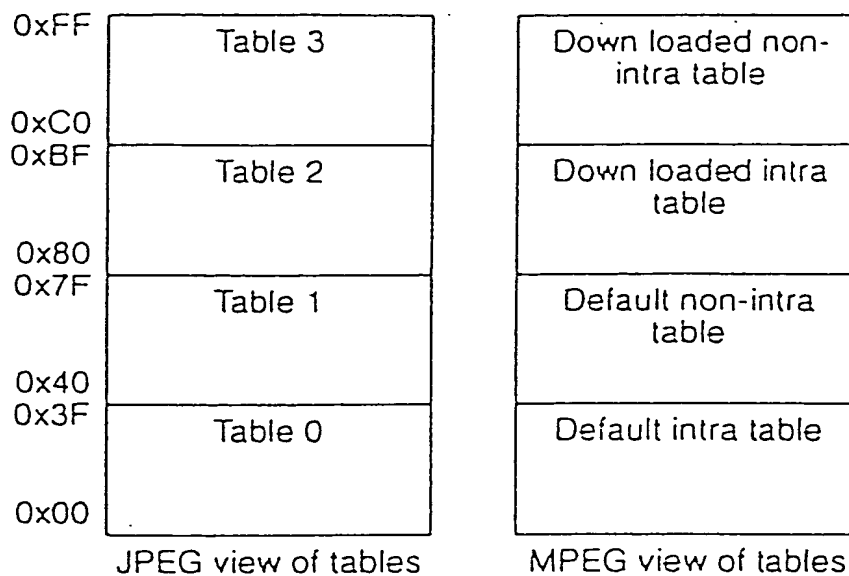 0xFF
Table 3
0xC0
0xBF
Table 2
0x80
0x7F
Table 1
0x40
0x3F
Table 0
0x00
JPEG view of tables
Down loaded non-
intra table
Down loaded intra
table
Default non-intra
table
Default intra table
MPEG view of tables